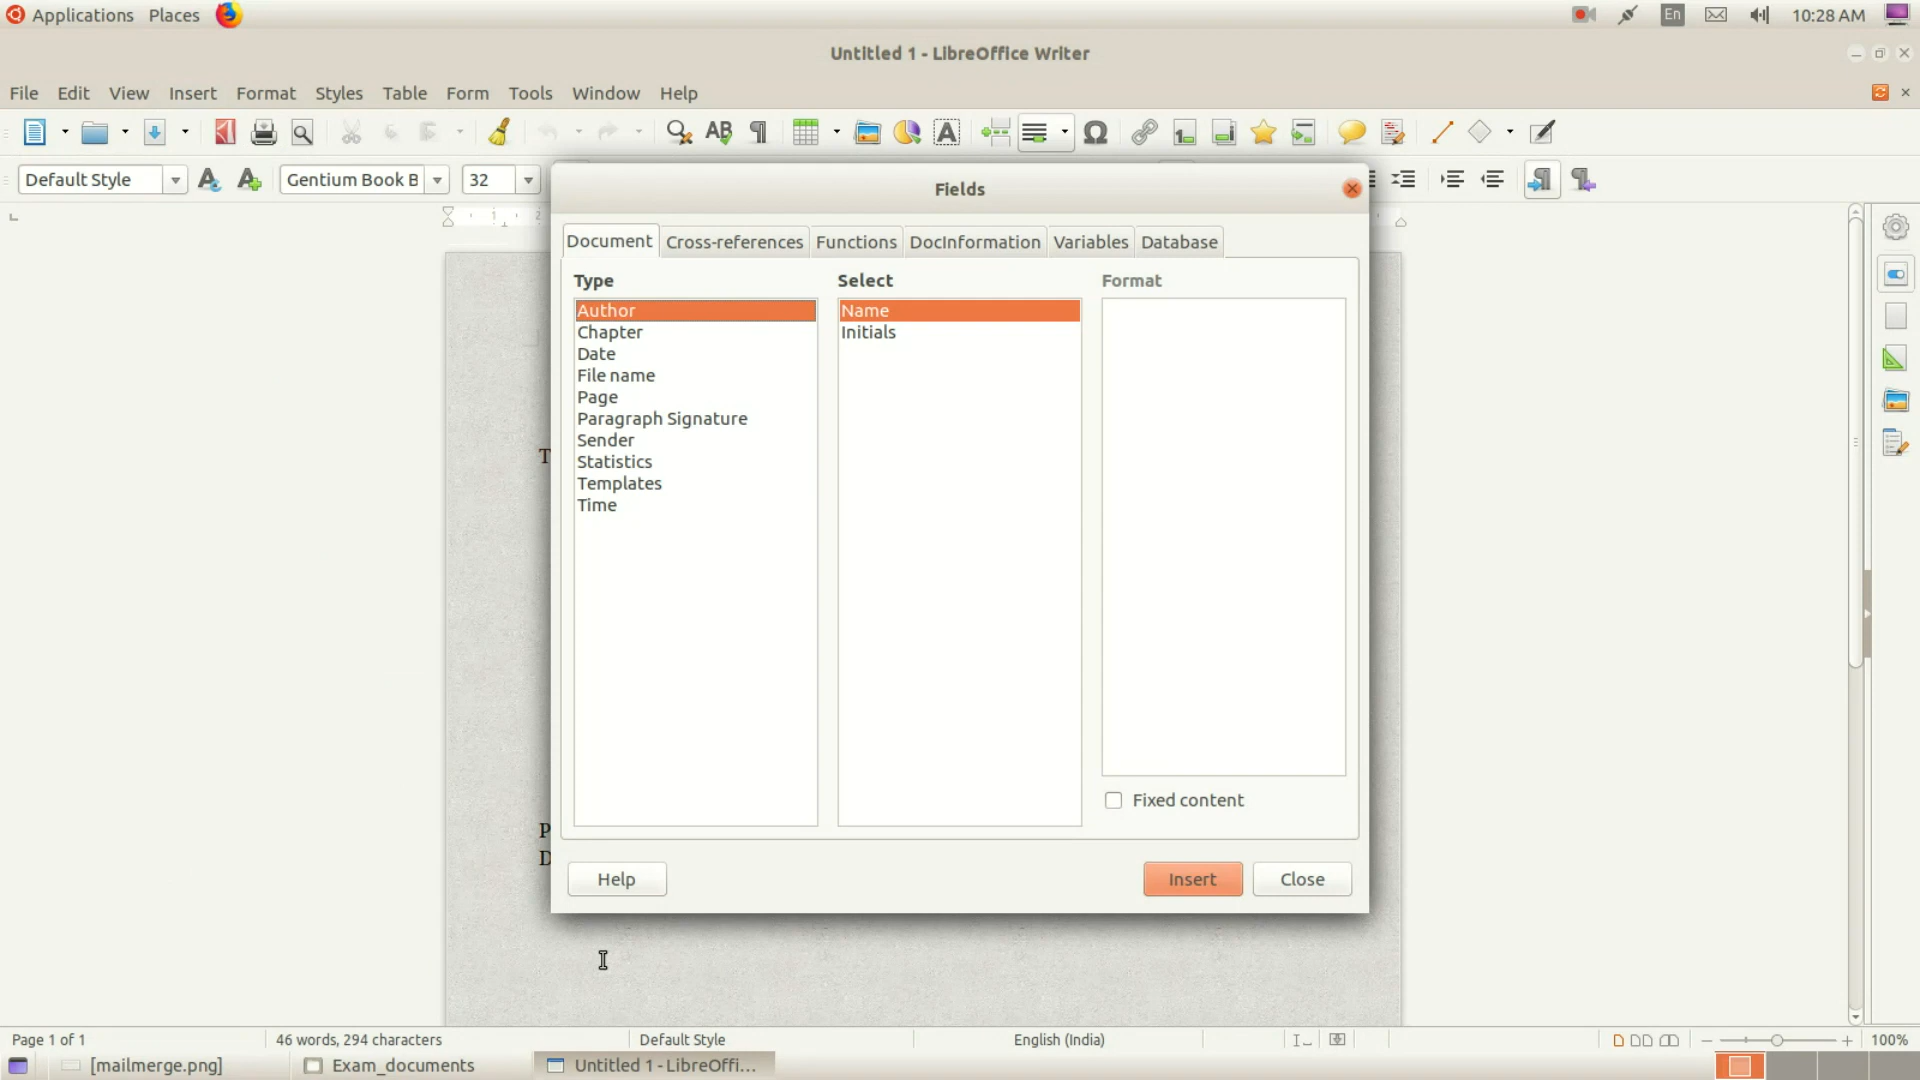 Applications Places En 10:28 AM
Untitled 1 - LibreOffice Writer
File Edit View Insert Format Styles Table Form Tools Window Help
Default Style Gentium Book B 32
Fields
Document Cross-references Functions DocInformation Variables Database
Type Select Format
Author Name
Chapter Initials
Date
File name
Page
Paragraph Signature
Sender
Statistics
Templates
Time
T
P
D
Fixed content
Help Insert Close
Page 1 of 1 46 words, 294 characters Default Style English (India) 100%
[mailmerge.png] Exam_documents Untitled 1 - LibreOffi...